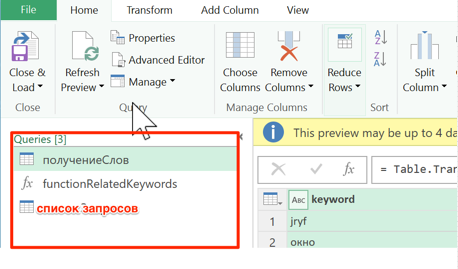 File Home Transform Add Column View
Close & Load
Refresh Preview
Properties
Advanced Editor
Manage
Choose Columns
Remove Columns
Reduce Rows
Split Column
Close Query Manage Columns Sort
Queries [3]
получениеСлов
functionRelatedKeywords
список запросов
This preview may be up to 4 da
fx = Table.Tran
ABC keyword
1 jryf
2 окно